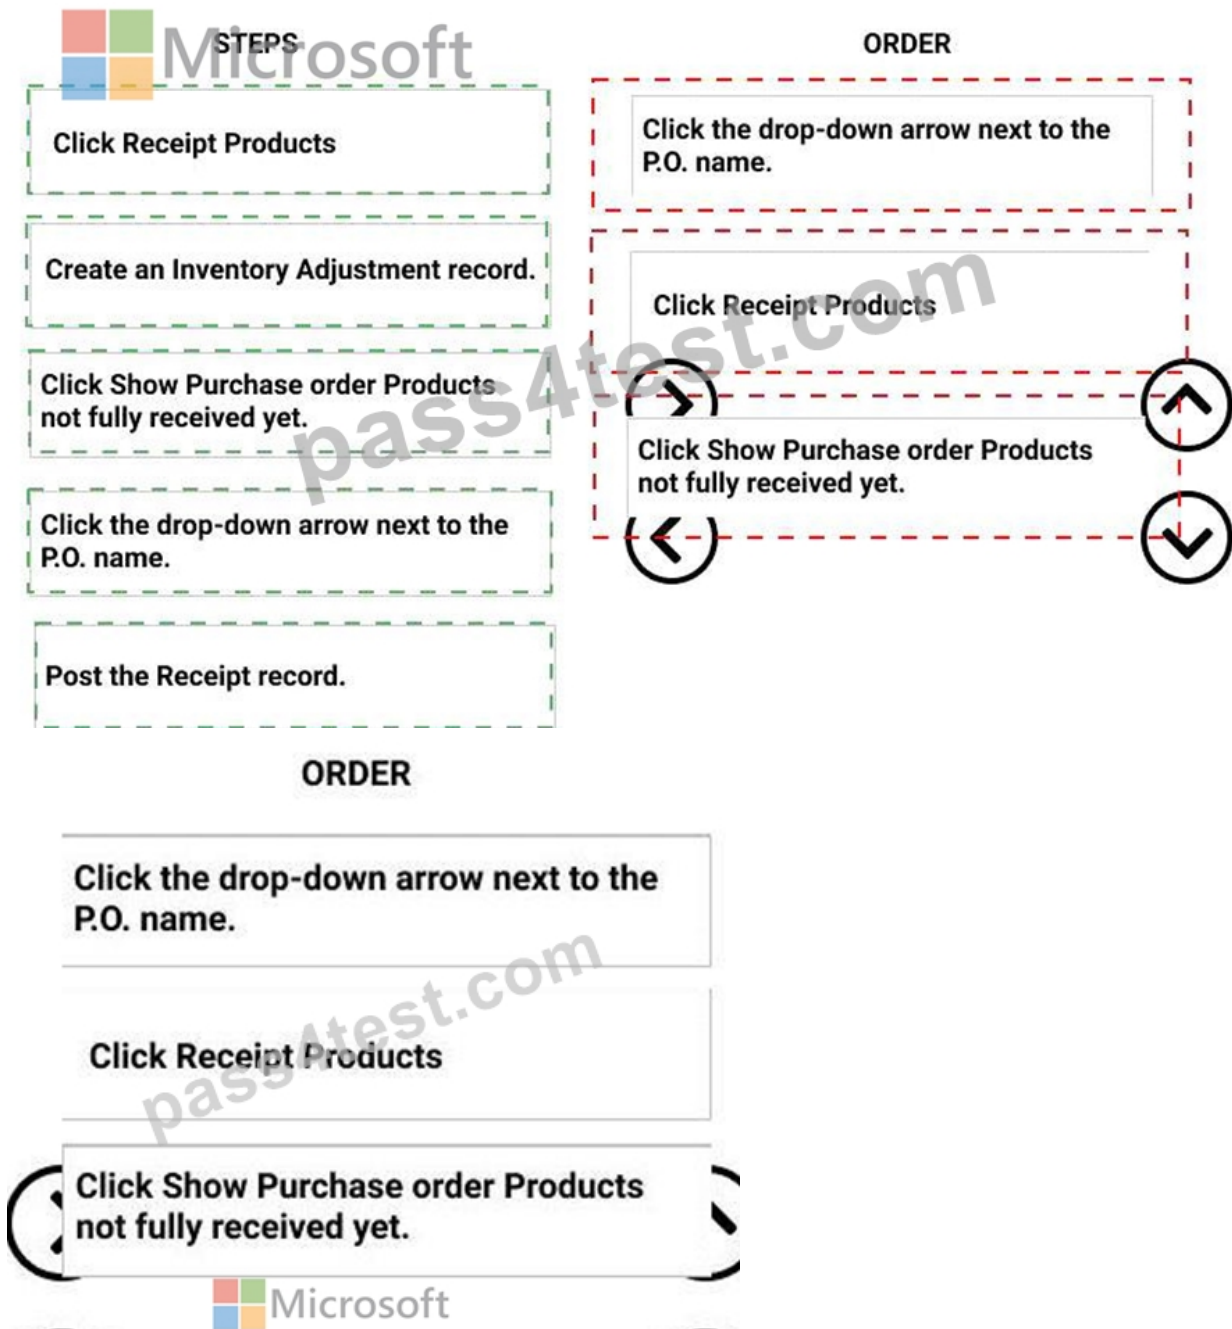 Microsoft
STEPS
ORDER
Click Receipt Products
Create an Inventory Adjustment record.
Click Show Purchase order Products
not fully received yet.
Click the drop-down arrow next to the
P.O. name.
Post the Receipt record.
Click the drop-down arrow next to the
P.O. name.
Click Receipt Products
Click Show Purchase order Products
not fully received yet.
pass4test.com
ORDER
Click the drop-down arrow next to the
P.O. name.
Click Receipt Products
pass4test.com
Click Show Purchase order Products
not fully received yet.
Microsoft